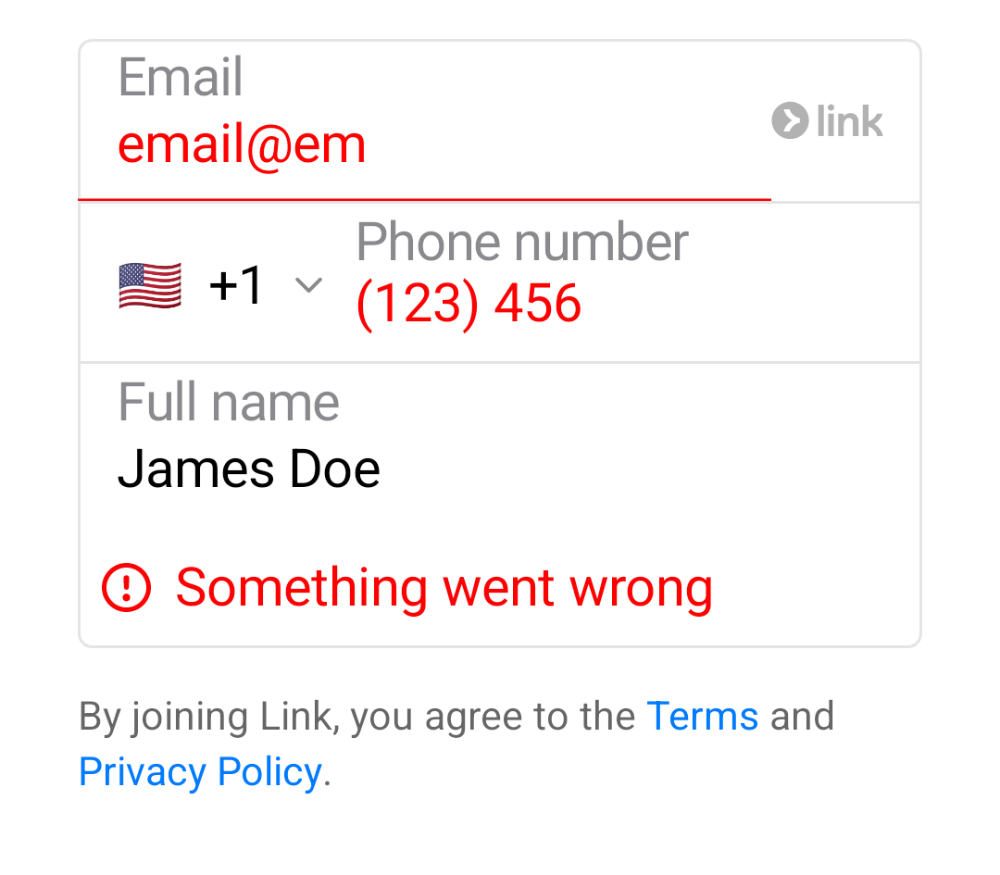 Email
email@em
link
Phone number
+1
(123) 456
Full name
James Doe
Something went wrong
By joining Link, you agree to the Terms and
Privacy Policy.